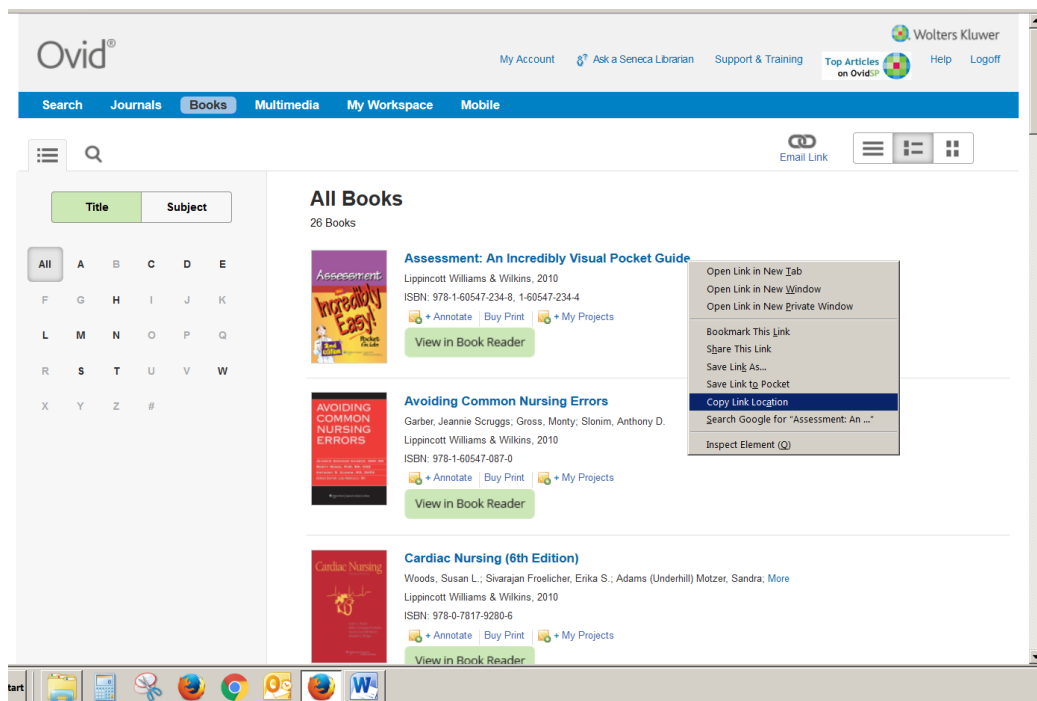 Ovid®
Wolters Kluwer
My Account
Ask a Seneca Librarian
Support & Training
Top Articles
on OvidSP
Help
Logoff
Search Journals Books Multimedia My Workspace Mobile
Email Link
Title Subject
All A B C D E
F G H I J K
L M N O P Q
R S T U V W
X Y Z #
All Books
26 Books
Assessment
Incredibly
Easy!
Pocket
Guide
2nd
edition
Assessment: An Incredibly Visual Pocket Guide
Lippincott Williams & Wilkins, 2010
ISBN: 978-1-60547-234-8, 1-60547-234-4
+ Annotate Buy Print + My Projects
View in Book Reader
Open Link in New Tab
Open Link in New Window
Open Link in New Private Window
Bookmark This Link
Share This Link
Save Link As...
Save Link to Pocket
Copy Link Location
Search Google for "Assessment: An ..."
Inspect Element (Q)
AVOIDING
COMMON
NURSING
ERRORS
Avoiding Common Nursing Errors
Garber, Jeannie Scruggs; Gross, Monty; Slonim, Anthony D.
Lippincott Williams & Wilkins, 2010
ISBN: 978-1-60547-087-0
+ Annotate Buy Print + My Projects
View in Book Reader
Cardiac Nursing
Cardiac Nursing (6th Edition)
Woods, Susan L.; Sivarajan Froelicher, Erika S.; Adams (Underhill) Motzer, Sandra; More
Lippincott Williams & Wilkins, 2010
ISBN: 978-0-7817-9280-6
+ Annotate Buy Print + My Projects
View in Book Reader
tart